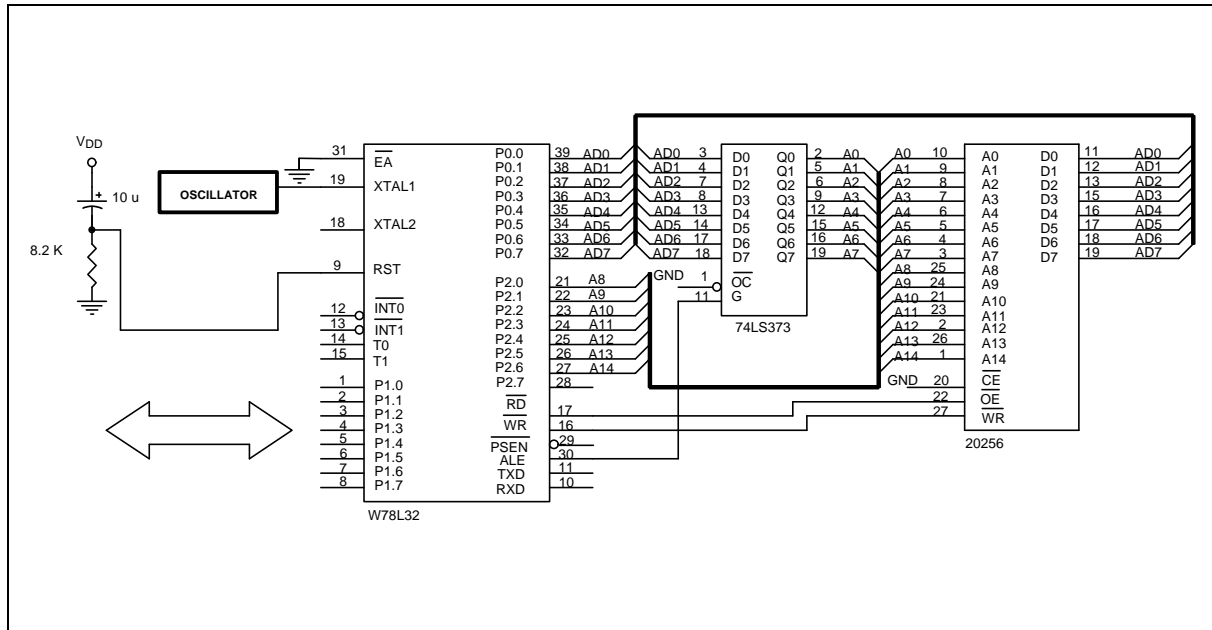 VDD
10 u
8.2 K
OSCILLATOR
31 EA
19 XTAL1
18 XTAL2
9 RST
12 INT0
13 INT1
14 T0
15 T1
1 P1.0
2 P1.1
3 P1.2
4 P1.3
5 P1.4
6 P1.5
7 P1.6
8 P1.7
P0.0 39 AD0
P0.1 38 AD1
P0.2 37 AD2
P0.3 36 AD3
P0.4 35 AD4
P0.5 34 AD5
P0.6 33 AD6
P0.7 32 AD7
P2.0 21 A8
P2.1 22 A9
P2.2 23 A10
P2.3 24 A11
P2.4 25 A12
P2.5 26 A13
P2.6 27 A14
P2.7 28
RD 17
WR 16
PSEN 29
ALE 30
TXD 11
RXD 10
W78L32
AD0 3 D0 Q0 2 A0
AD1 4 D1 Q1 5 A1
AD2 7 D2 Q2 6 A2
AD3 8 D3 Q3 9 A3
AD4 13 D4 Q4 12 A4
AD5 14 D5 Q5 15 A5
AD6 17 D6 Q6 16 A6
AD7 18 D7 Q7 19 A7
GND 1 OC
11 G
74LS373
A0 10 A0 D0 11 AD0
A1 9 A1 D1 12 AD1
A2 8 A2 D2 13 AD2
A3 7 A3 D3 15 AD3
A4 6 A4 D4 16 AD4
A5 5 A5 D5 17 AD5
A6 4 A6 D6 18 AD6
A7 3 A7 D7 19 AD7
A8 25 A8
A9 24 A9
A10 21 A10
A11 23 A11
A12 2 A12
A13 26 A13
A14 1 A14
GND 20 CE
22 OE
27 WR
20256